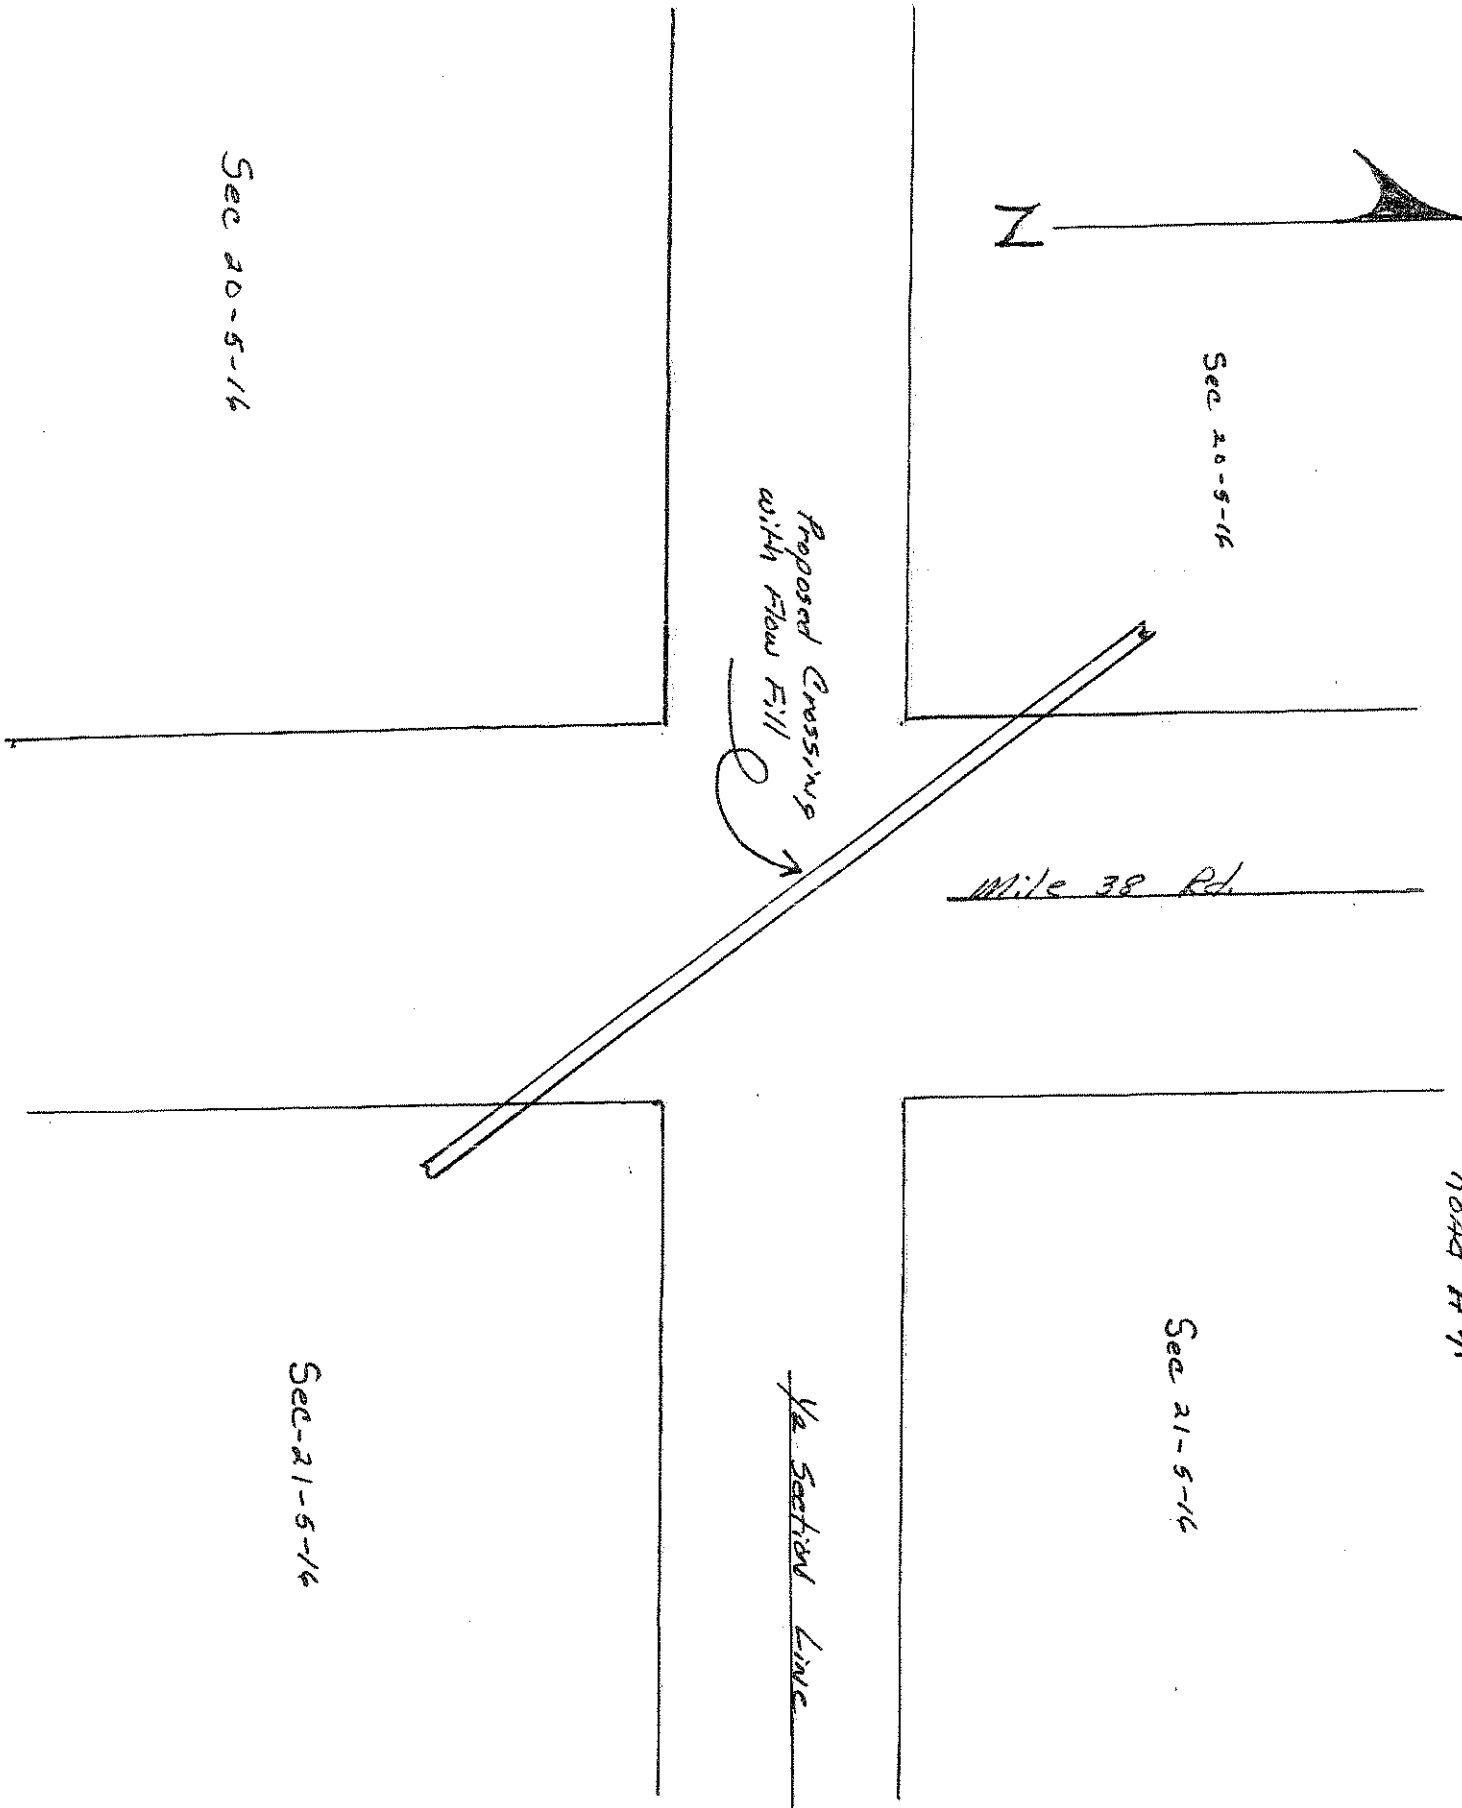 N
Sec 20-5-16
Sec 20-5-16
Proposed Crossing
with Flow Fill
Mile 38 Rd.
Sec 21-5-16
1/2 Section Line
Sec-21-5-16